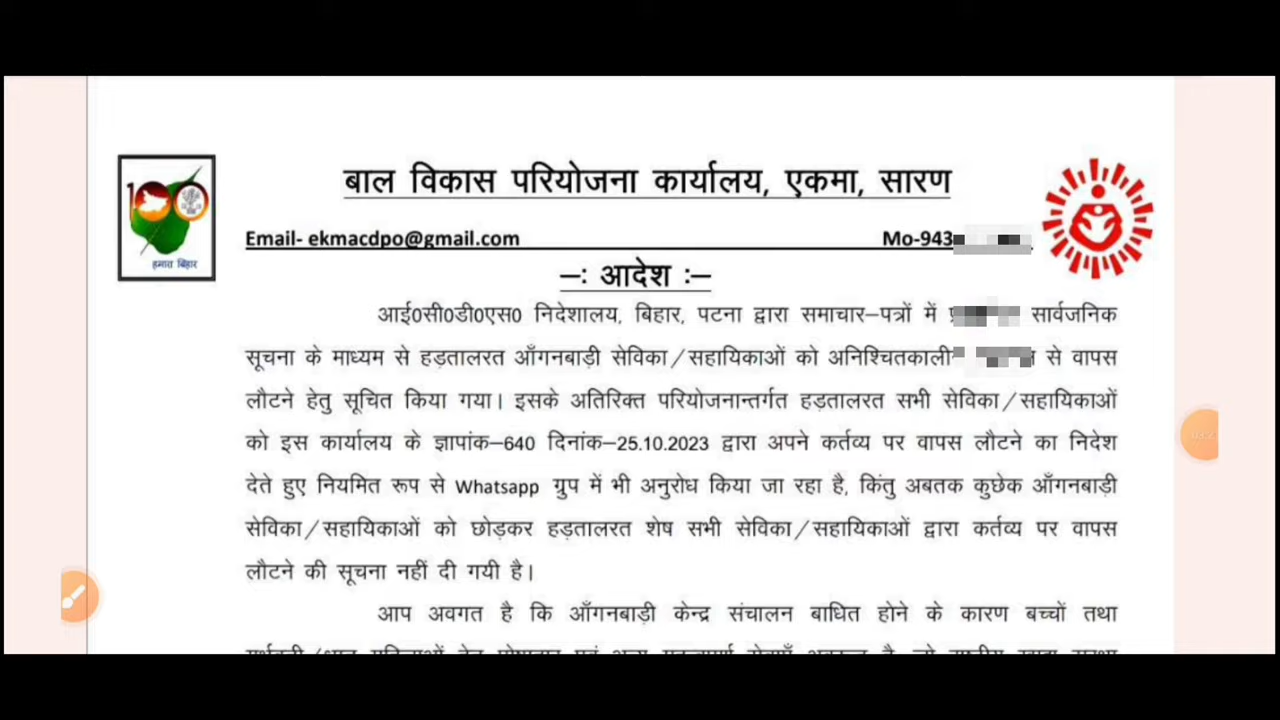 बाल विकास परियोजना कार्यालय, एकमा, सारण
100
हमारा बिहार
Email- ekmacdpo@gmail.com Mo-943
–: आदेश :–
आई0सी0डी0एस0 निदेशालय, बिहार, पटना द्वारा समाचार–पत्रों में सार्वजनिक
सूचना के माध्यम से हड़तालरत आँगनबाड़ी सेविका/सहायिकाओं को से वापस
लौटने हेतु सूचित किया गया। इसके अतिरिक्त परियोजनान्तर्गत हड़तालरत सभी सेविका/सहायिकाओं
को इस कार्यालय के ज्ञापांक–640 दिनांक–25.10.2023 द्वारा अपने कर्तव्य पर वापस लौटने का निदेश
देते हुए नियमित रूप से Whatsapp ग्रुप में भी अनुरोध किया जा रहा है, किंतु अबतक कुछेक आँगनबाड़ी
सेविका/सहायिकाओं को छोड़कर हड़तालरत शेष सभी सेविका/सहायिकाओं द्वारा कर्तव्य पर वापस
लौटने की सूचना नहीं दी गयी है।
आप अवगत है कि आँगनबाड़ी केन्द्र संचालन बाधित होने के कारण बच्चों तथा